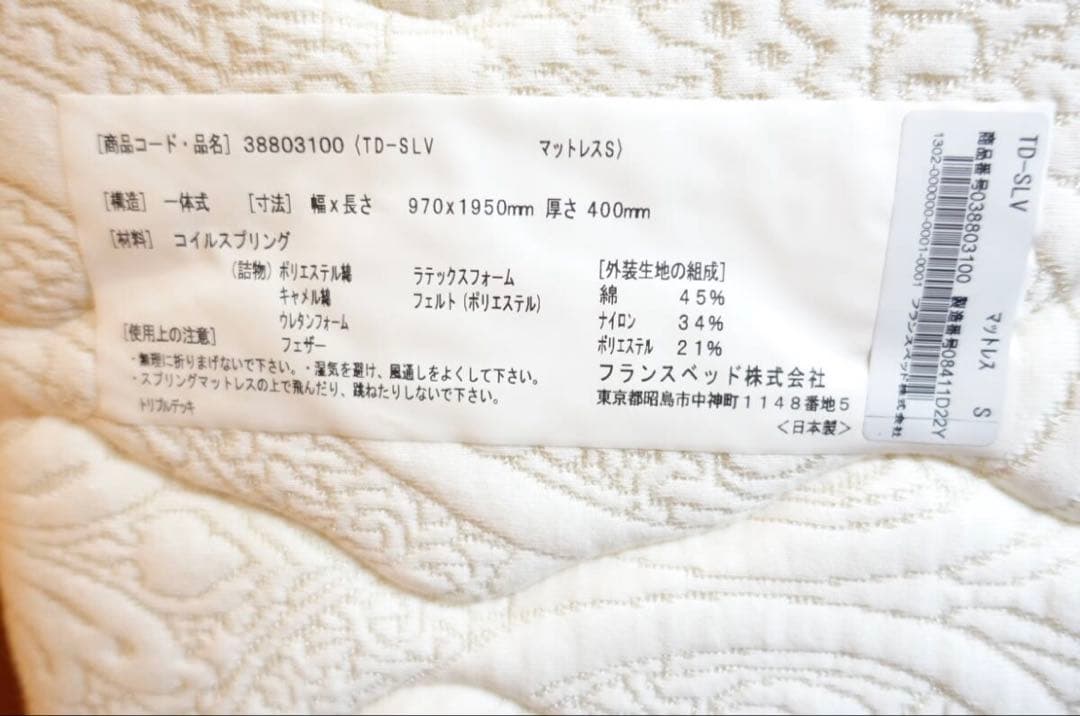 [商品コード・品名] 38803100 (TD-SLV マットレスS)
[構造] 一体式 [寸法] 幅x長さ 970x1950mm 厚さ 400mm
[材料] コイルスプリング
(詰物) ポリエステル綿 ラテックスフォーム
キャメル綿 フェルト(ポリエステル)
ウレタンフォーム
フェザー
[外装生地の組成]
綿 45%
ナイロン 34%
ポリエステル 21%
[使用上の注意]
・無理に折りまげないで下さい。・湿気を避け、風通しをよくして下さい。
・スプリングマットレスの上で飛んだり、跳ねたりしないで下さい。
トリプルデッキ
フランスベッド株式会社
東京都昭島市中神町1148番地5
<日本製>
TD-SLV マットレス S
商品番号038803100 製造番号908411D22Y
1302-000000-0001-0001 フランスベッド株式会社